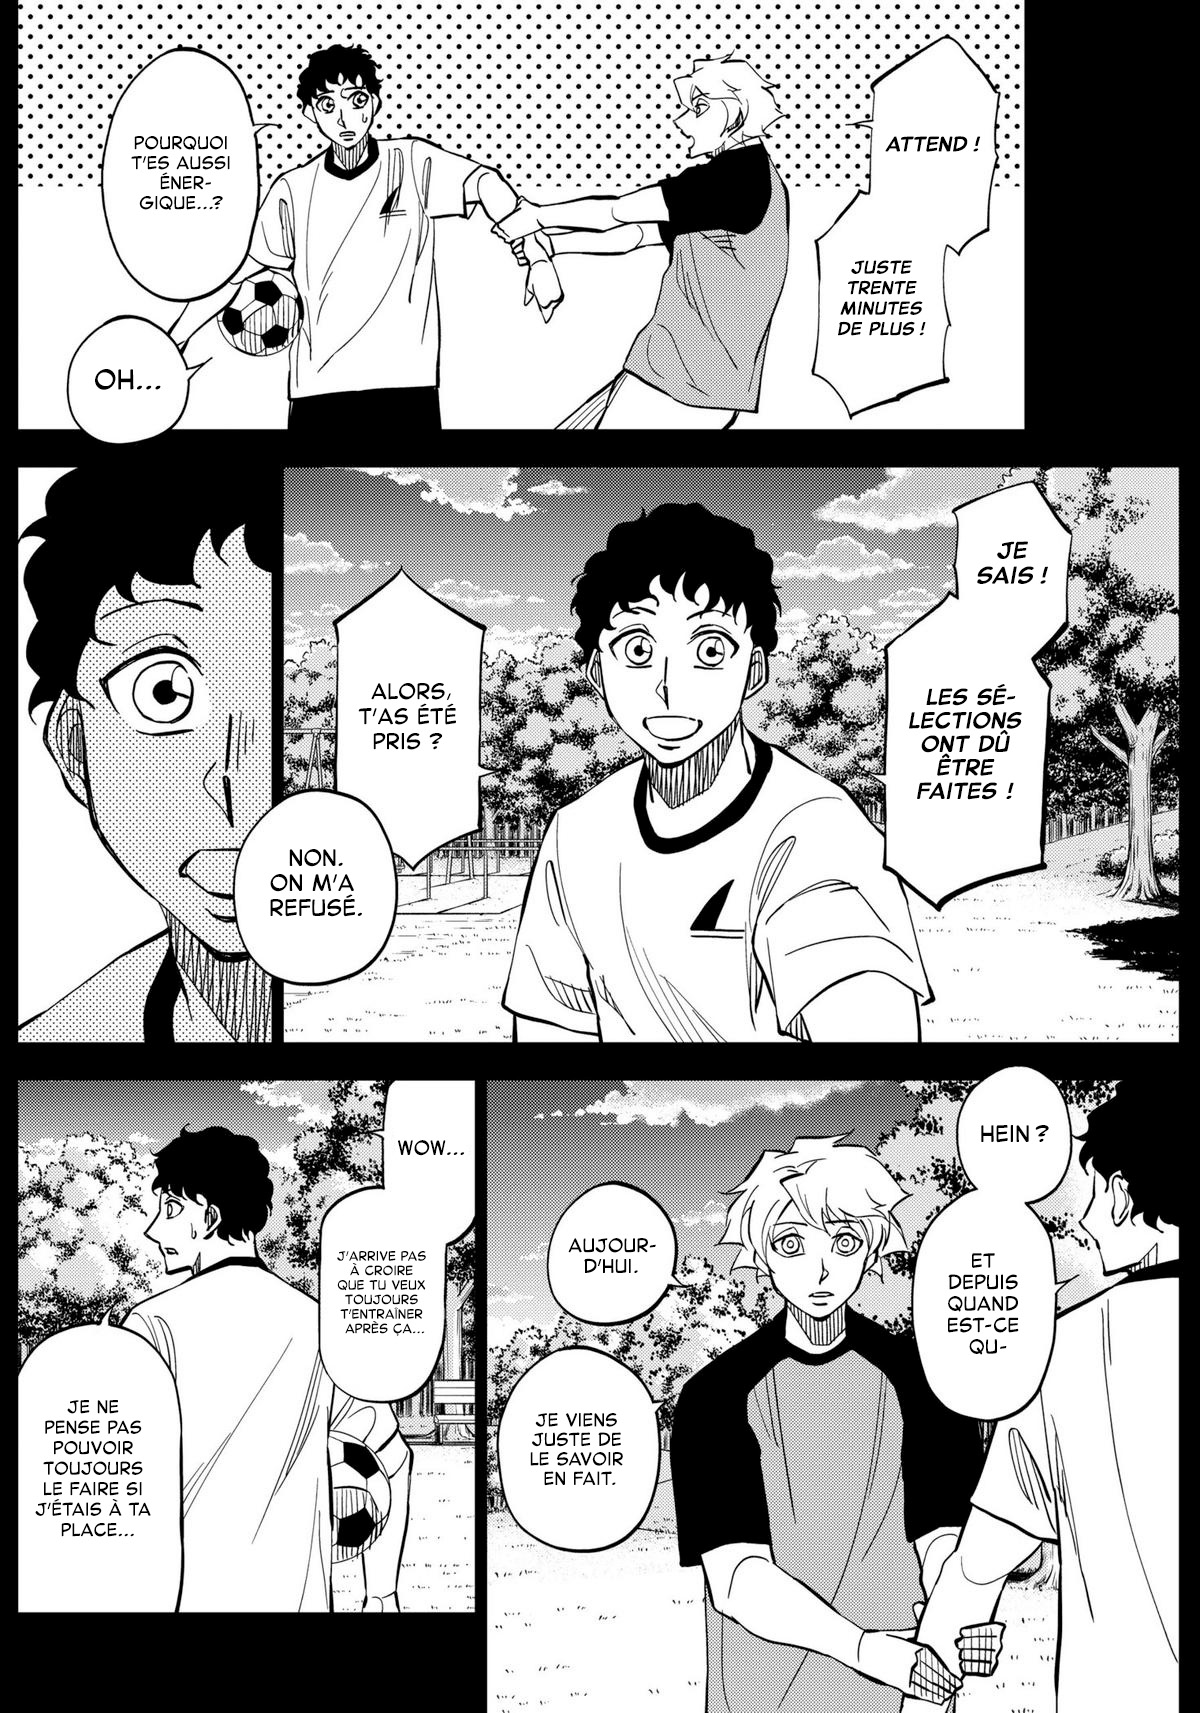 ATTEND !
JUSTE
TRENTE
MINUTES
DE PLUS !
POURQUOI
T'ES AUSSI
ÉNER-
GIQUE...?
OH...
JE
SAIS !
LES SÉ-
LECTIONS
ONT DÛ
ÊTRE
FAITES !
ALORS,
T'AS ÉTÉ
PRIS ?
NON.
ON M'A
REFUSÉ.
HEIN ?
ET
DEPUIS
QUAND
EST-CE
QU-
AUJOUR-
D'HUI.
JE VIENS
JUSTE DE
LE SAVOIR
EN FAIT.
WOW...
J'ARRIVE PAS
À CROIRE
QUE TU VEUX
TOUJOURS
T'ENTRAÎNER
APRÈS ÇA...
JE NE
PENSE PAS
POUVOIR
TOUJOURS
LE FAIRE SI
J'ÉTAIS À TA
PLACE...